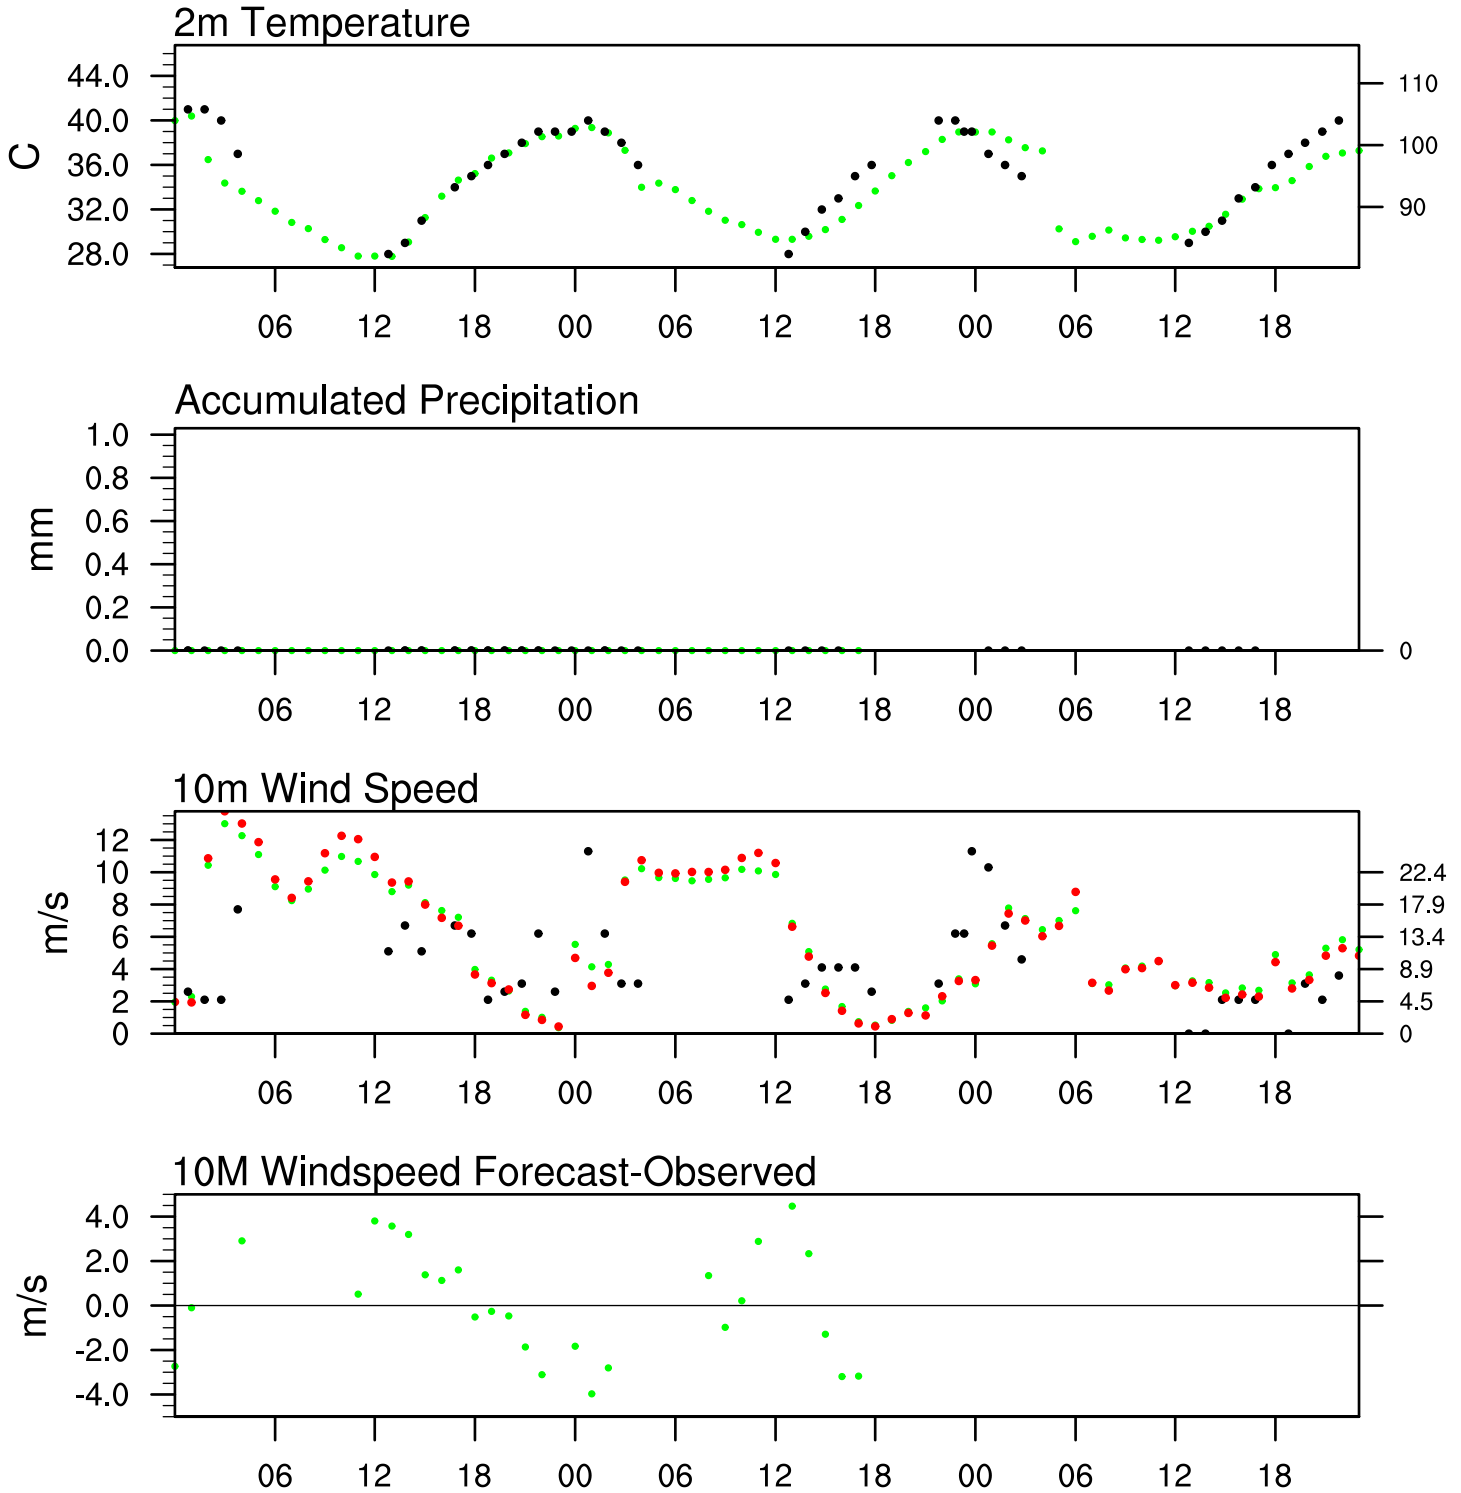 2m Temperature
44.0
40.0
36.0
32.0
28.0
C
110
100
90
06 12 18 00 06 12 18 00 06 12 18
Accumulated Precipitation
1.0
0.8
0.6
0.4
0.2
0.0
mm
0
06 12 18 00 06 12 18 00 06 12 18
10m Wind Speed
12
10
8
6
4
2
0
m/s
22.4
17.9
13.4
8.9
4.5
0
06 12 18 00 06 12 18 00 06 12 18
10M Windspeed Forecast-Observed
4.0
2.0
0.0
-2.0
-4.0
m/s
06 12 18 00 06 12 18 00 06 12 18